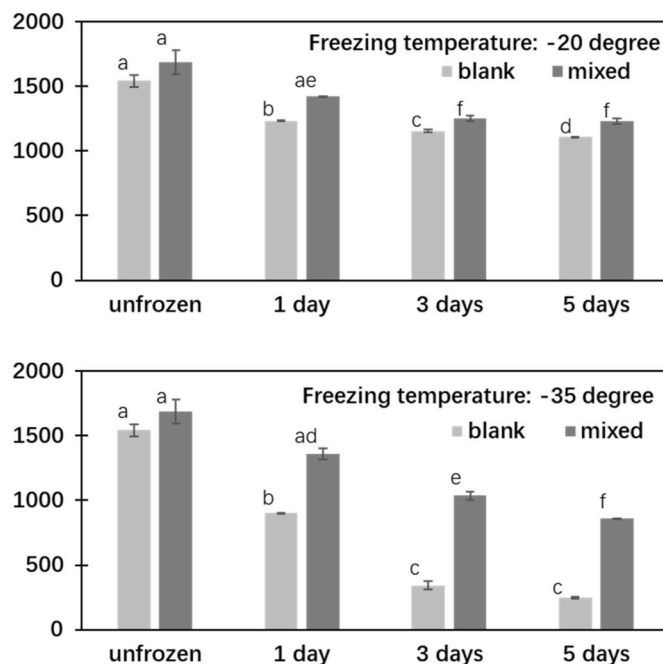 2000
Freezing temperature: -20 degree
blank mixed
1500
1000
500
0
a a b ae c f d f
unfrozen 1 day 3 days 5 days
2000
Freezing temperature: -35 degree
blank mixed
1500
1000
500
0
a a b ad c e c f
unfrozen 1 day 3 days 5 days